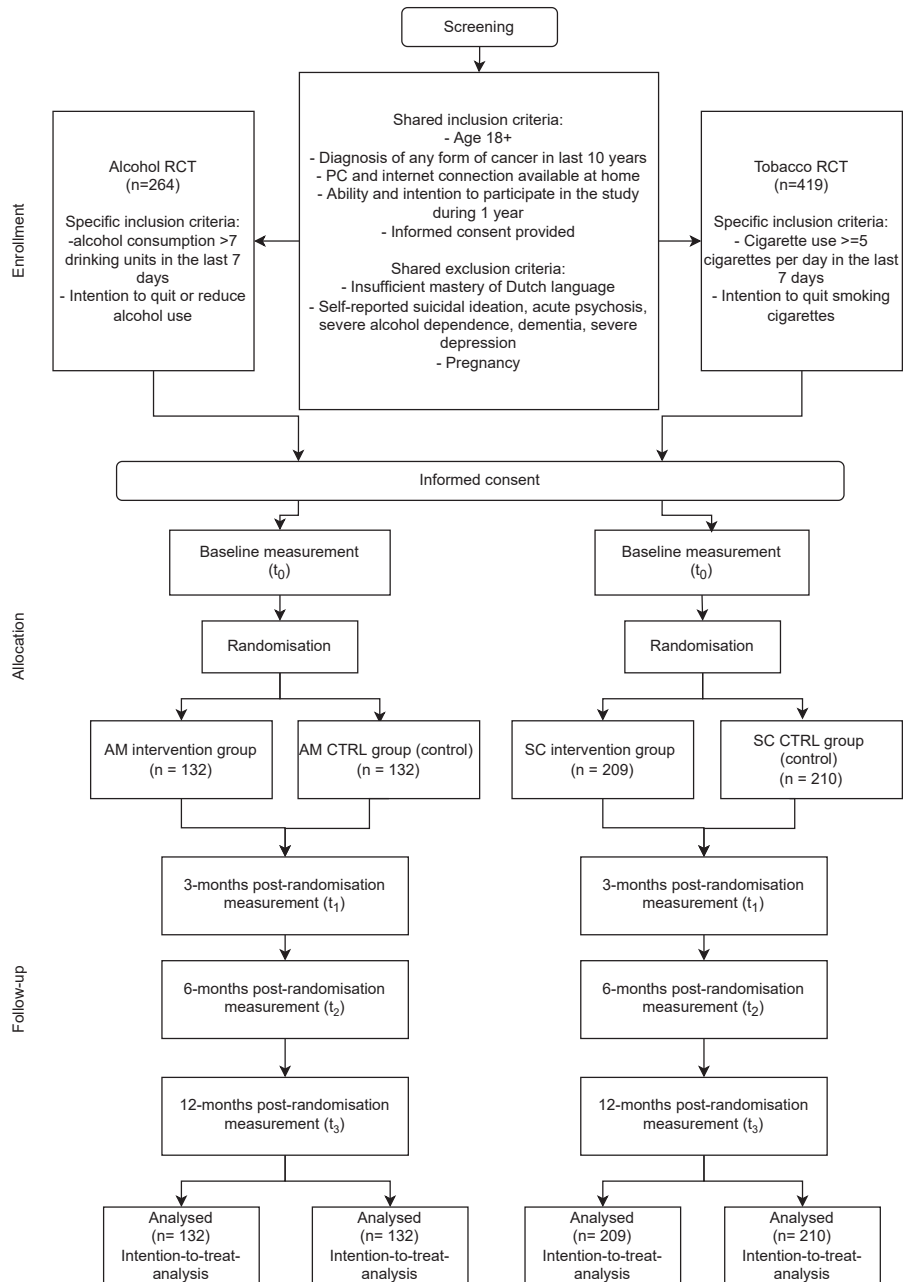 Screening
Enrollment
Alcohol RCT
(n=264)
Specific inclusion criteria:
-alcohol consumption >7
drinking units in the last 7
days
- Intention to quit or reduce
alcohol use
Shared inclusion criteria:
- Age 18+
- Diagnosis of any form of cancer in last 10 years
- PC and internet connection available at home
- Ability and intention to participate in the study
during 1 year
- Informed consent provided
Shared exclusion criteria:
- Insufficient mastery of Dutch language
- Self-reported suicidal ideation, acute psychosis,
severe alcohol dependence, dementia, severe
depression
- Pregnancy
Tobacco RCT
(n=419)
Specific inclusion criteria:
- Cigarette use >=5
cigarettes per day in the last
7 days
- Intention to quit smoking
cigarettes
Informed consent
Allocation
Baseline measurement
(t0)
Baseline measurement
(t0)
Randomisation
Randomisation
AM intervention group
(n = 132)
AM CTRL group (control)
(n = 132)
SC intervention group
(n = 209)
SC CTRL group
(control)
(n = 210)
Follow-up
3-months post-randomisation
measurement (t1)
3-months post-randomisation
measurement (t1)
6-months post-randomisation
measurement (t2)
6-months post-randomisation
measurement (t2)
12-months post-randomisation
measurement (t3)
12-months post-randomisation
measurement (t3)
Analysed
(n= 132)
Intention-to-treat-
analysis
Analysed
(n= 132)
Intention-to-treat-
analysis
Analysed
(n= 209)
Intention-to-treat-
analysis
Analysed
(n= 210)
Intention-to-treat-
analysis